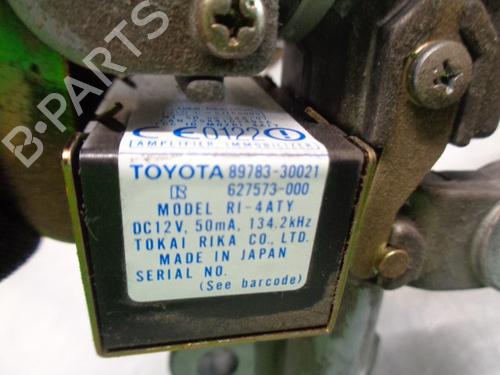 B-PARTS
CE0122
(AMPLIFIER, IMMOBILIZER)
TOYOTA 89783-30021
627573-000
MODEL RI-4ATY
DC12V, 50mA, 134.2kHz
TOKAI RIKA CO., LTD.
MADE IN JAPAN
SERIAL NO.
(See barcode)